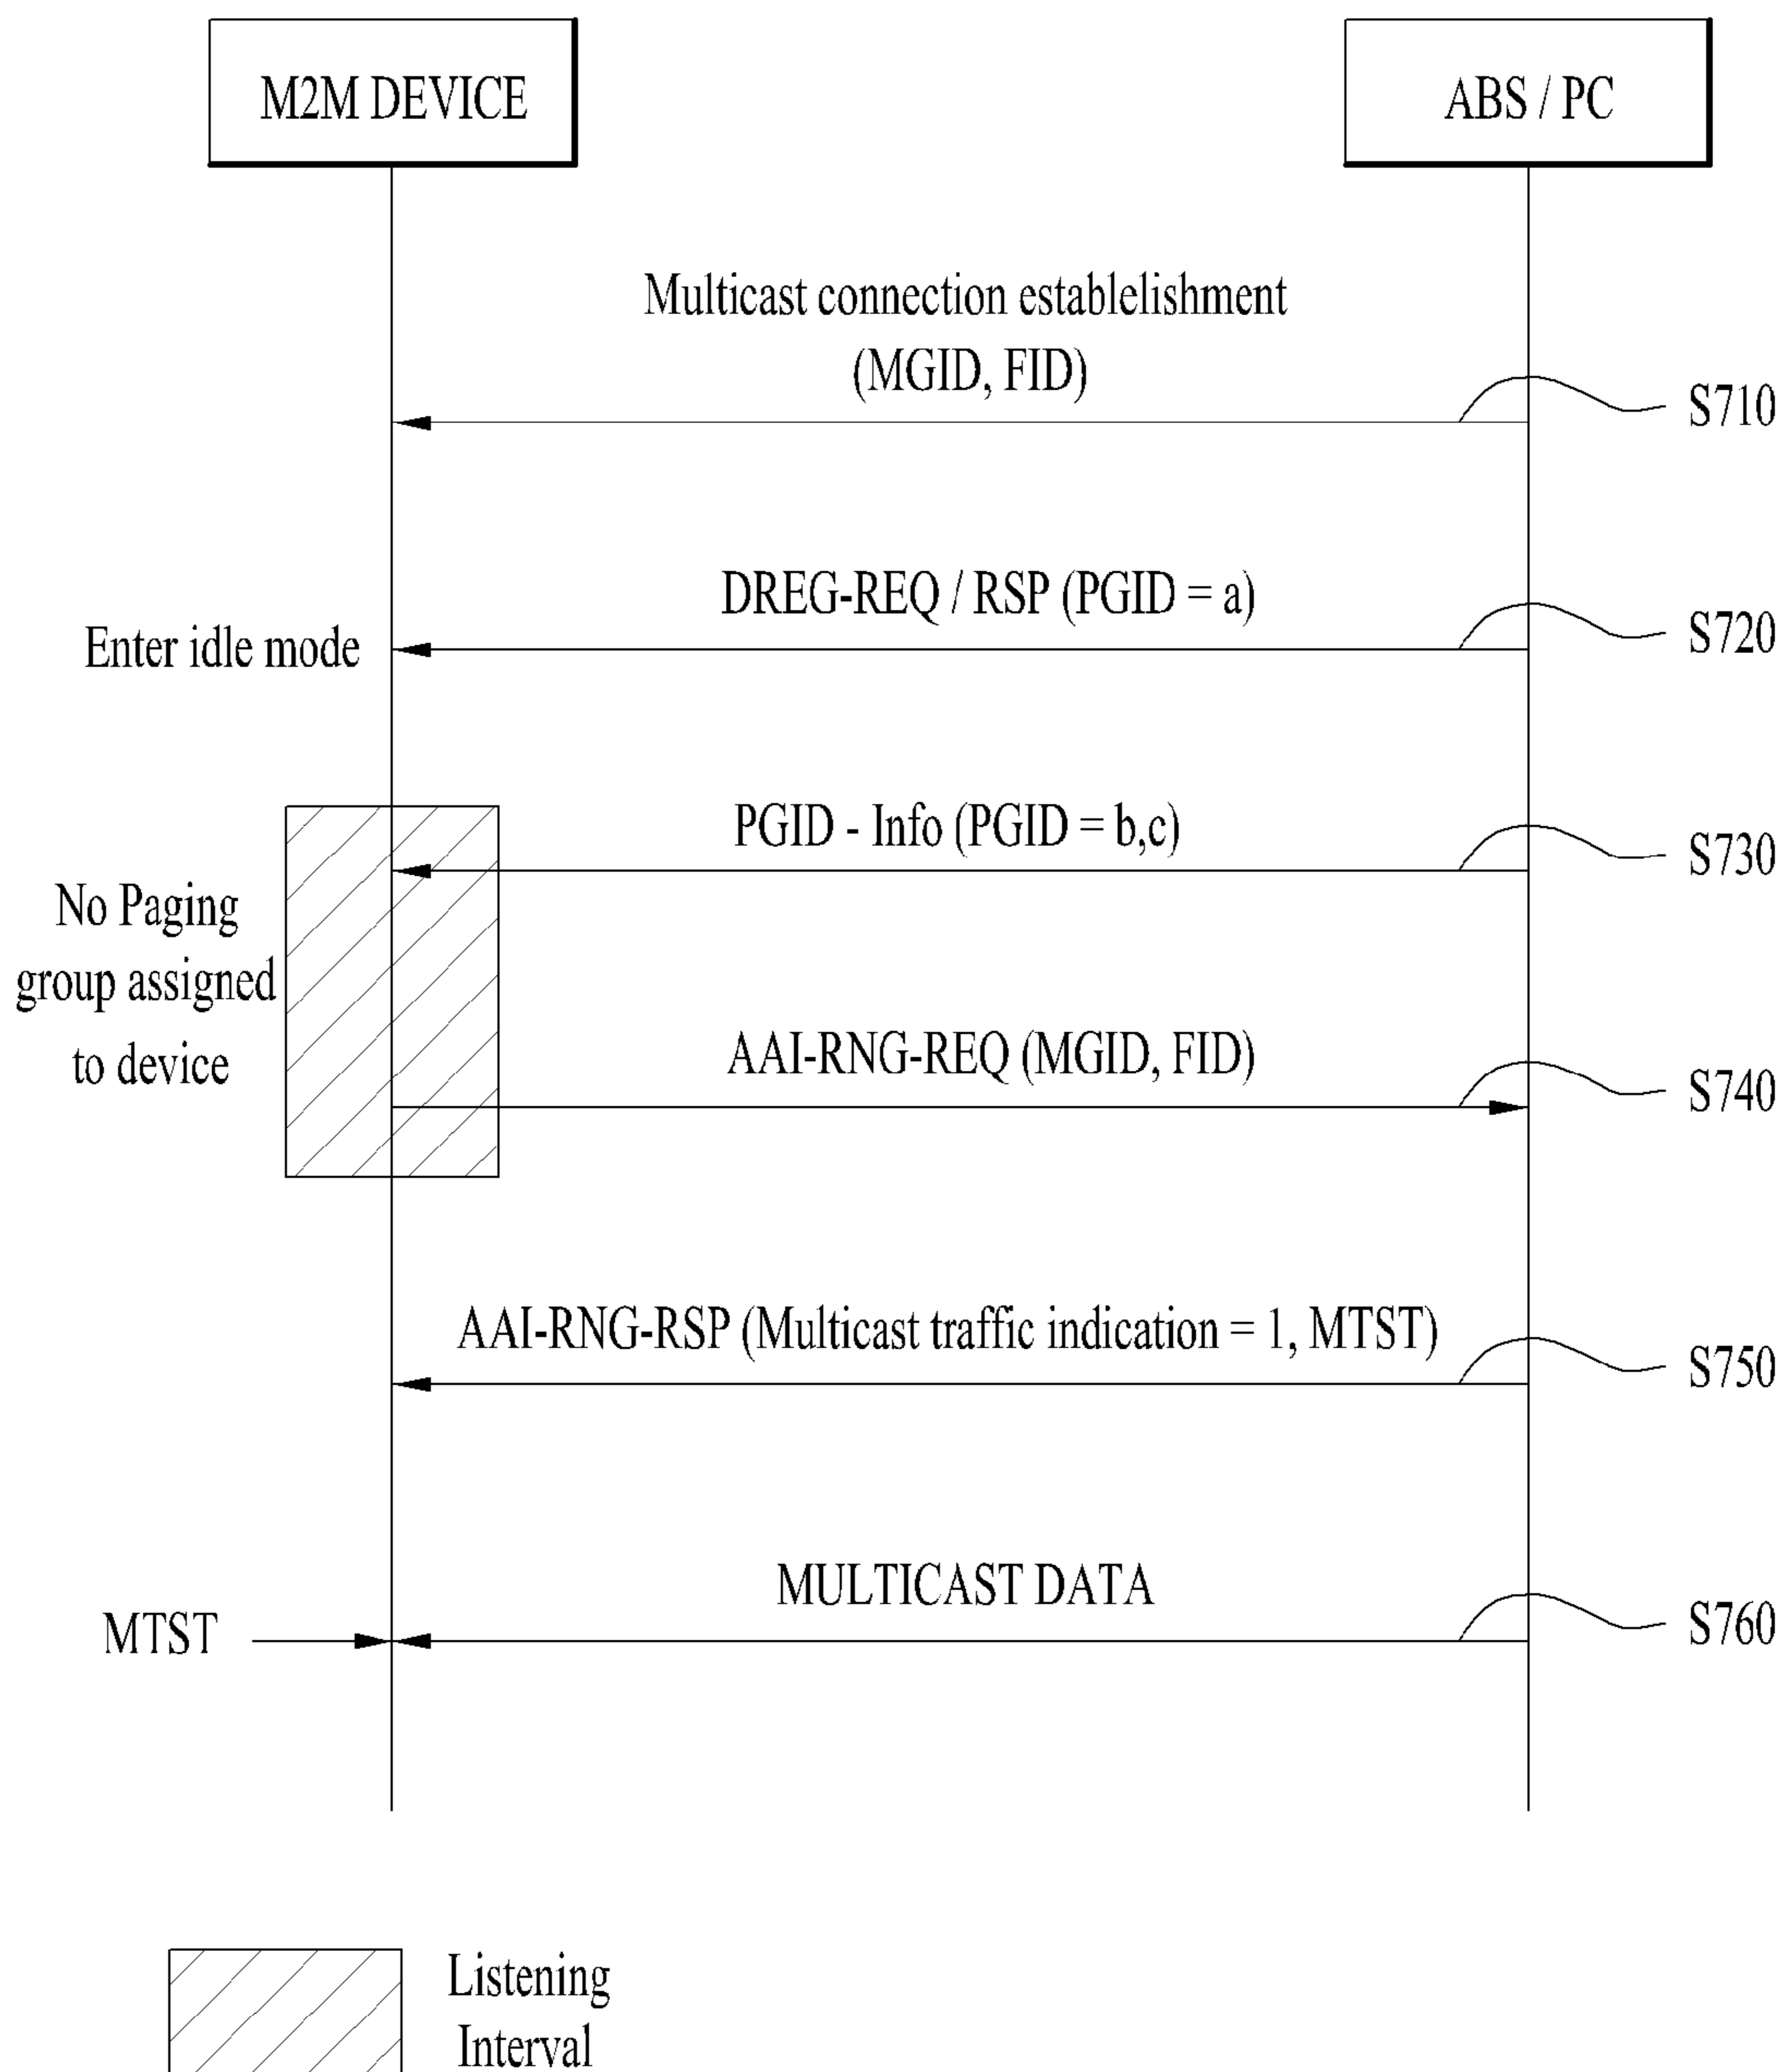 M2M DEVICE
ABS / PC
Multicast connection establelishment
(MGID, FID)
S710
DREG-REQ / RSP (PGID = a)
S720
Enter idle mode
PGID - Info (PGID = b,c)
S730
No Paging
group assigned
to device
AAI-RNG-REQ (MGID, FID)
S740
AAI-RNG-RSP (Multicast traffic indication = 1, MTST)
S750
MULTICAST DATA
S760
MTST
Listening
Interval